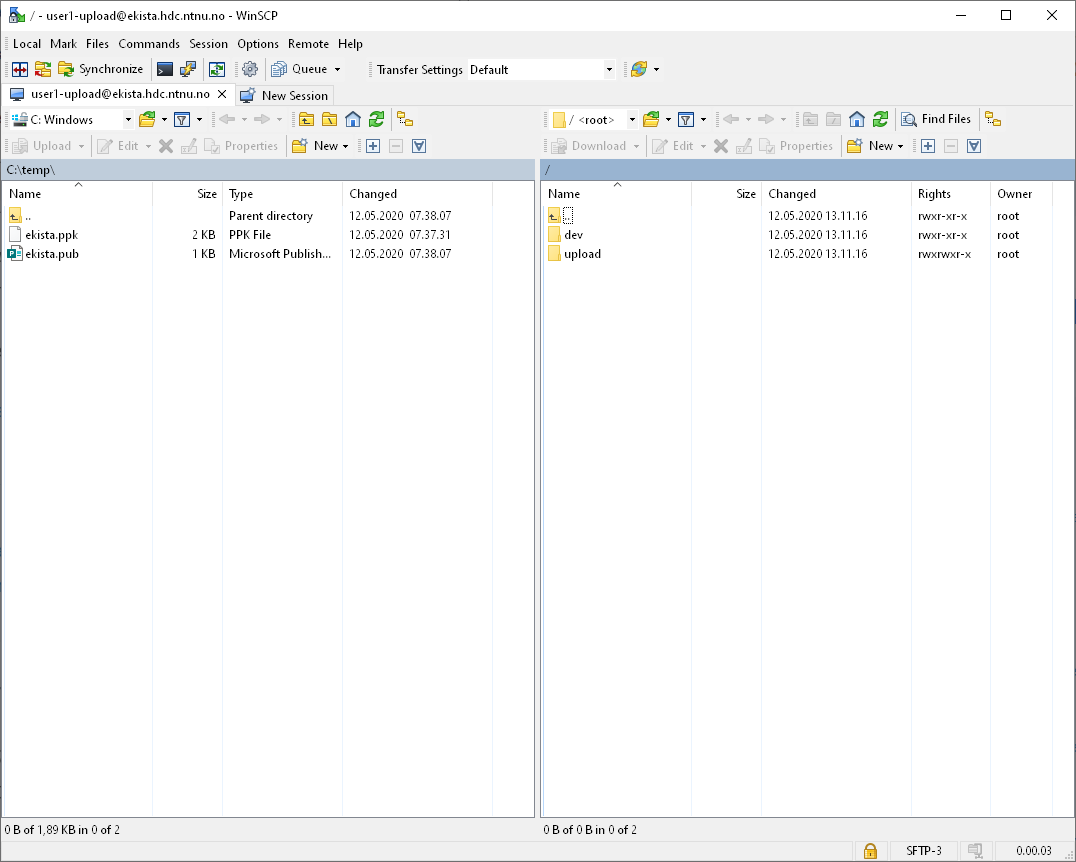 / - user1-upload@ekista.hdc.ntnu.no - WinSCP
Local Mark Files Commands Session Options Remote Help
Synchronize Queue Transfer Settings Default
user1-upload@ekista.hdc.ntnu.no New Session
C: Windows / <root> Find Files
Upload Edit Properties New Download Edit Properties New
C:\temp\ /
Name Size Type Changed Name Size Changed Rights Owner
.. Parent directory 12.05.2020 07.38.07 .. 12.05.2020 13.11.16 rwxr-xr-x root
ekista.ppk 2 KB PPK File 12.05.2020 07.37.31 dev 12.05.2020 13.11.16 rwxr-xr-x root
ekista.pub 1 KB Microsoft Publish... 12.05.2020 07.38.07 upload 12.05.2020 13.11.16 rwxrwxr-x root
0 B of 1,89 KB in 0 of 2 0 B of 0 B in 0 of 2
SFTP-3 0.00.03